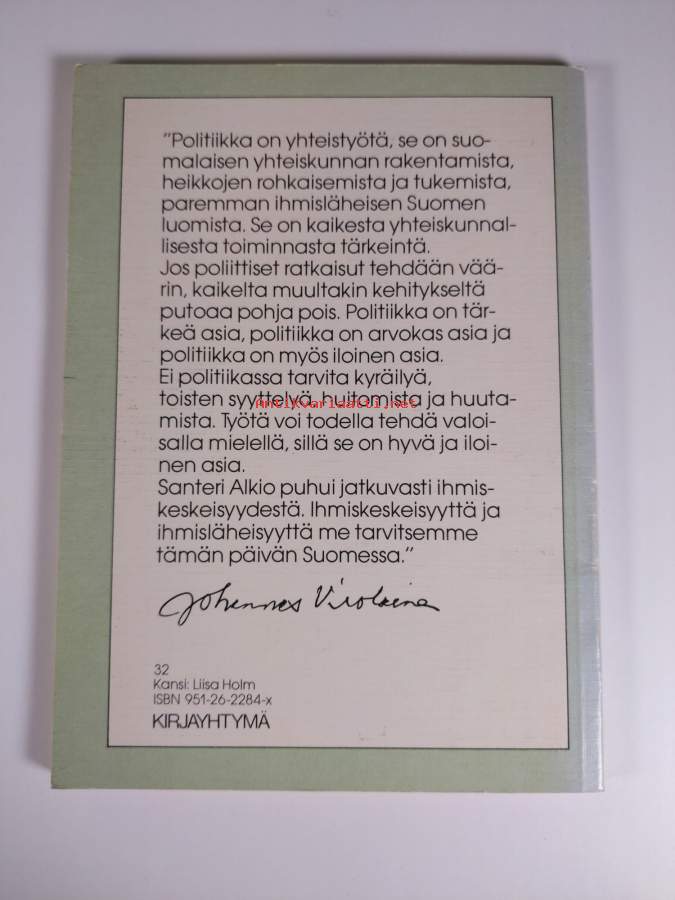 "Politiikka on yhteistyötä, se on suo-
malaisen yhteiskunnan rakentamista,
heikkojen rohkaisemista ja tukemista,
paremman ihmisläheisen Suomen
luomista. Se on kaikesta yhteiskunnal-
lisesta toiminnasta tärkeintä.
Jos poliittiset ratkaisut tehdään vää-
rin, kaikelta muultakin kehitykseltä
putoaa pohja pois. Politiikka on tär-
keä asia, politiikka on arvokas asia ja
politiikka on myös iloinen asia.
Ei politiikassa tarvita kyräilyä,
toisten syyttelyä, huitamista ja huuta-
Antikvariaatti.net
mista. Työtä voi todella tehdä valoi-
salla mielellä, sillä se on hyvä ja iloi-
nen asia.
Santeri Alkio puhui jatkuvasti ihmis-
keskeisyydestä. Ihmiskeskeisyyttä ja
ihmisläheisyyttä me tarvitsemme
tämän päivän Suomessa."
Johannes Virolainen
32
Kansi: Liisa Holm
ISBN 951-26-2284-x
KIRJAYHTYMÄ